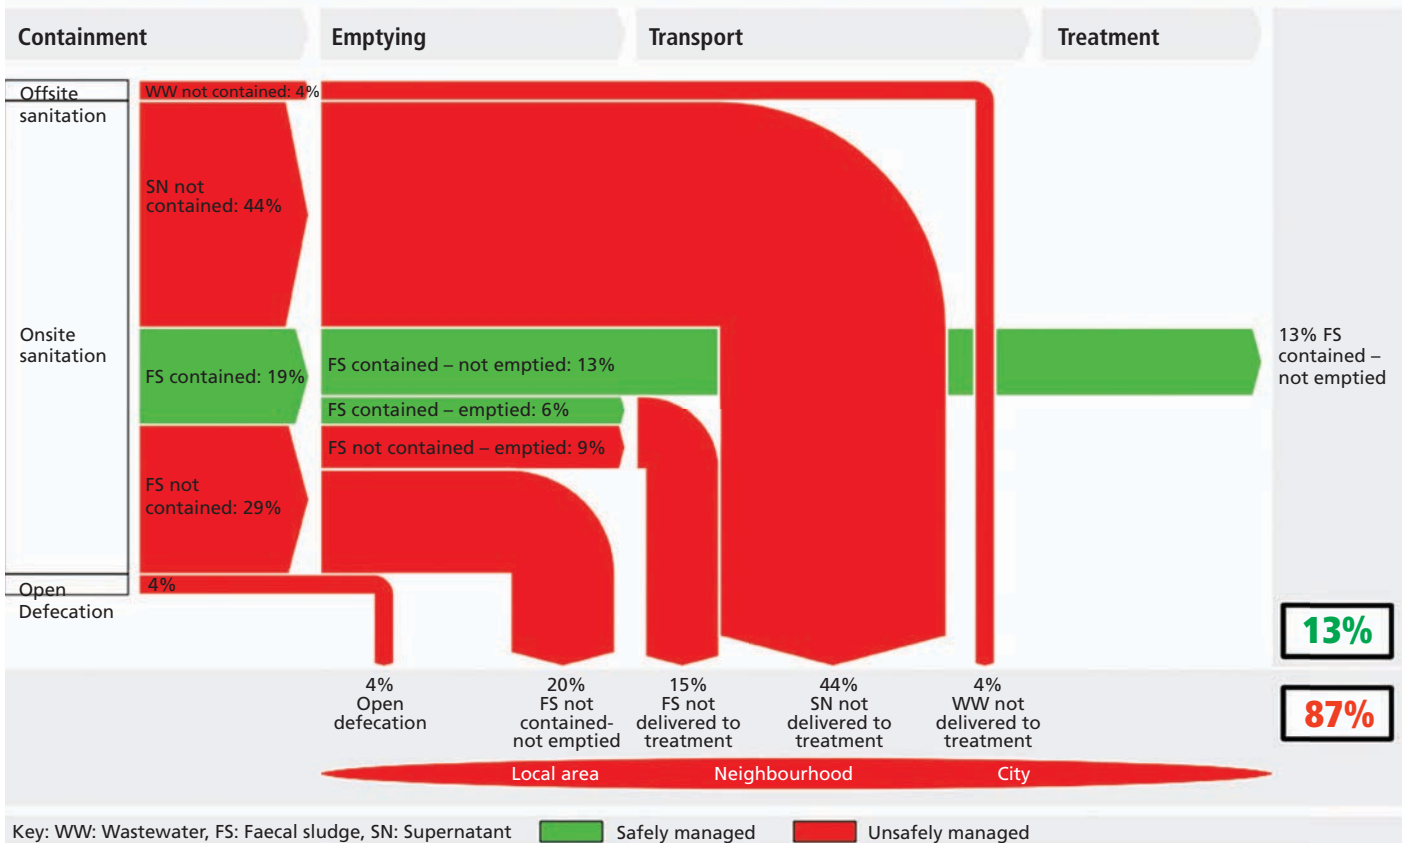 Containment
Emptying
Transport
Treatment
Offsite
sanitation
WW not contained: 4%
SN not
contained: 44%
Onsite
sanitation
FS contained: 19%
FS contained – not emptied: 13%
13% FS
contained –
not emptied
FS contained – emptied: 6%
FS not contained – emptied: 9%
FS not
contained: 29%
Open
Defecation
4%
13%
4%
Open
defecation
20%
FS not
contained-
not emptied
15%
FS not
delivered to
treatment
44%
SN not
delivered to
treatment
4%
WW not
delivered to
treatment
87%
Local area
Neighbourhood
City
Key: WW: Wastewater, FS: Faecal sludge, SN: Supernatant
Safely managed
Unsafely managed